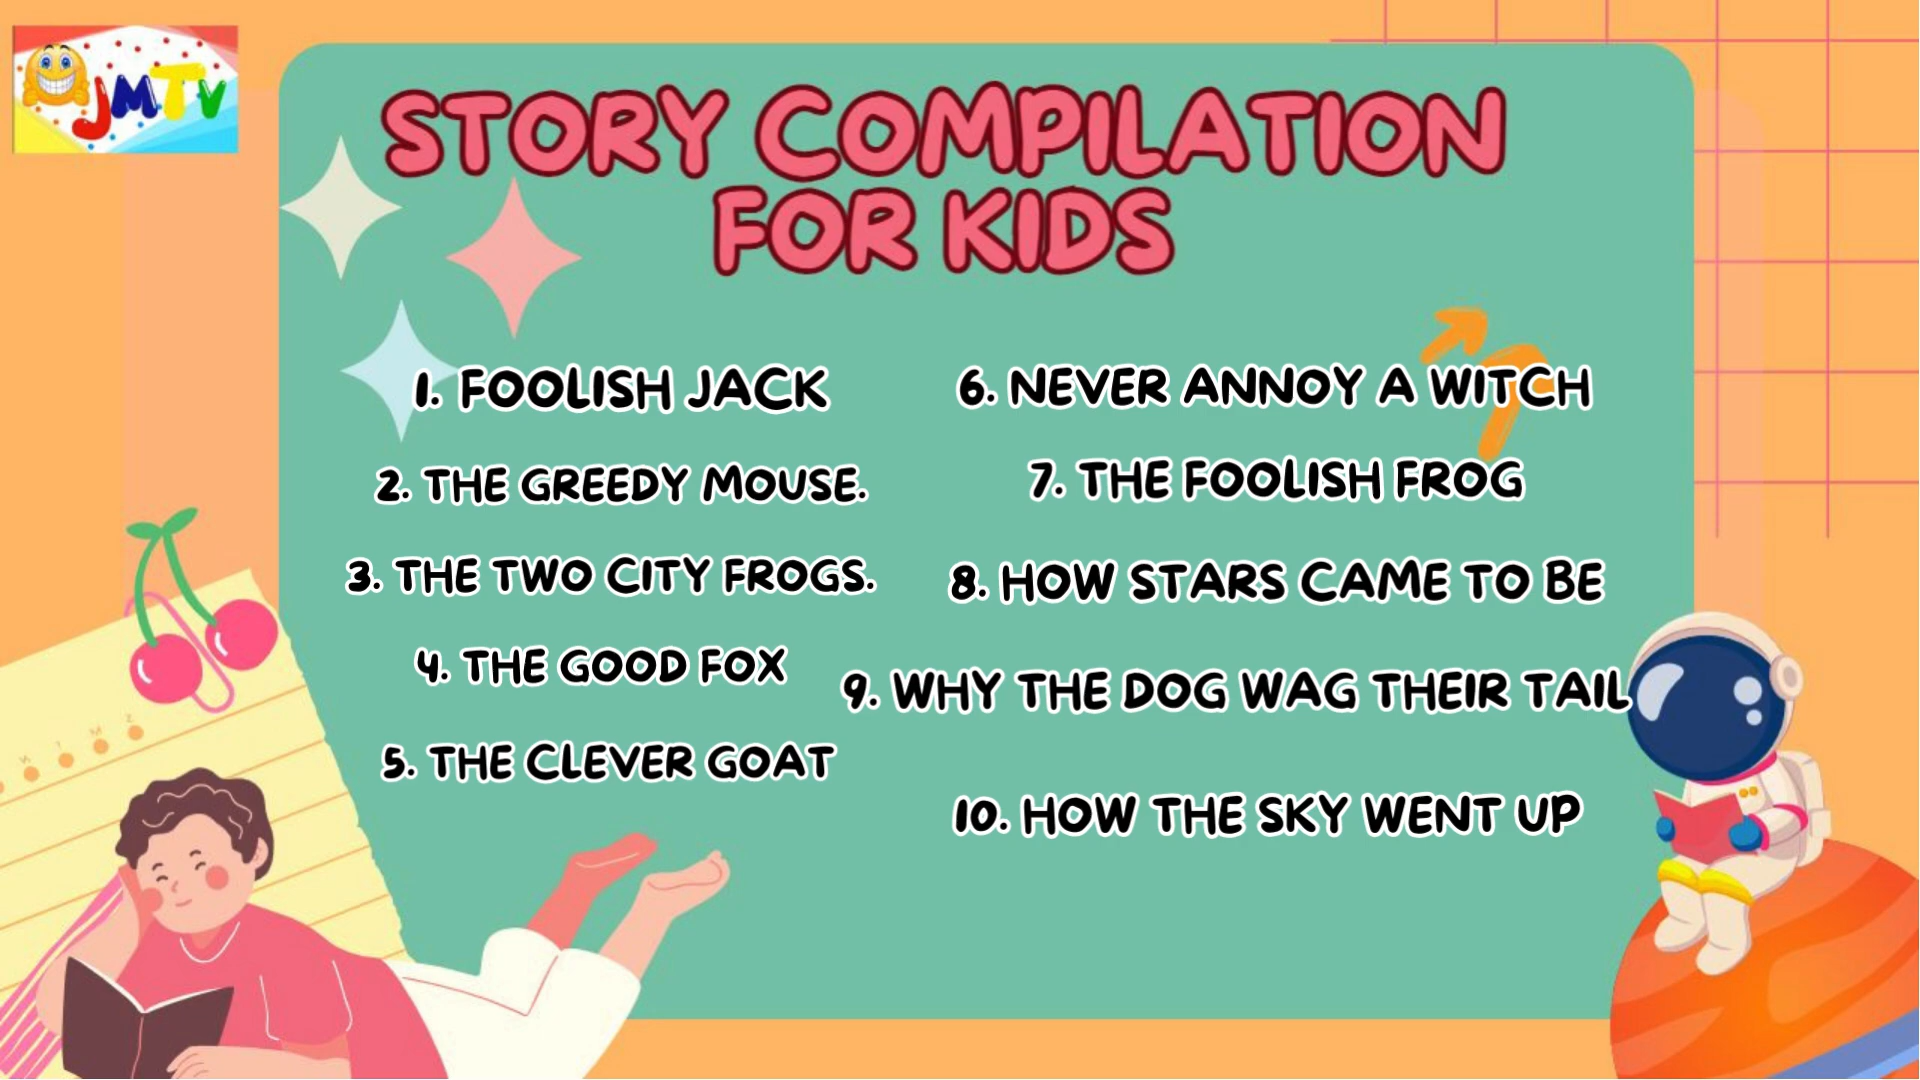 JMTV
STORY COMPILATION
FOR KIDS
1. FOOLISH JACK
2. THE GREEDY MOUSE.
3. THE TWO CITY FROGS.
4. THE GOOD FOX
5. THE CLEVER GOAT
6. NEVER ANNOY A WITCH
7. THE FOOLISH FROG
8. HOW STARS CAME TO BE
9. WHY THE DOG WAG THEIR TAIL
10. HOW THE SKY WENT UP